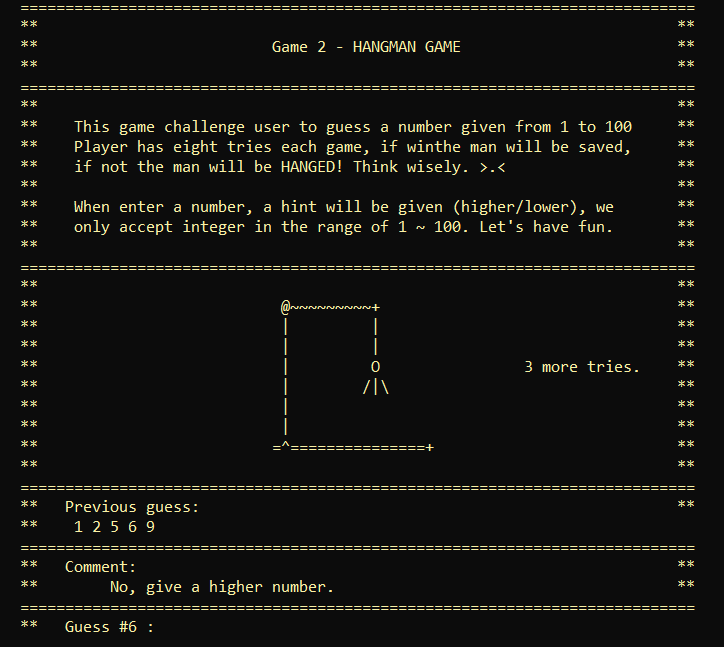 ===========================================================================
** **
** Game 2 - HANGMAN GAME **
** **
===========================================================================
** **
** This game challenge user to guess a number given from 1 to 100 **
** Player has eight tries each game, if winthe man will be saved, **
** if not the man will be HANGED! Think wisely. >.< **
** **
** When enter a number, a hint will be given (higher/lower), we **
** only accept integer in the range of 1 ~ 100. Let's have fun. **
** **
===========================================================================
** **
** @~~~~~~~~~+ **
** | | **
** | | **
** | O 3 more tries. **
** | /|\ **
** | **
** | **
** =^===============+ **
** **
===========================================================================
** Previous guess: **
** 1 2 5 6 9
===========================================================================
** Comment: **
** No, give a higher number. **
===========================================================================
** Guess #6 :